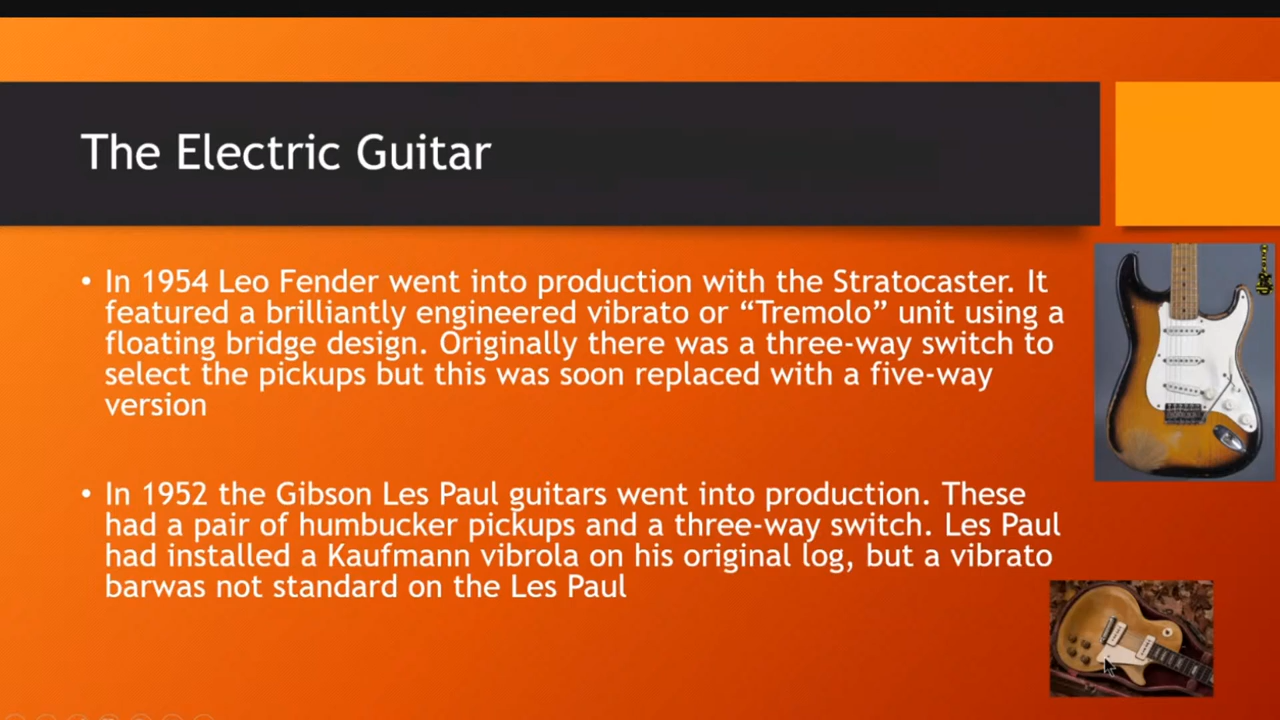 The Electric Guitar
• In 1954 Leo Fender went into production with the Stratocaster. It
featured a brilliantly engineered vibrato or “Tremolo” unit using a
floating bridge design. Originally there was a three-way switch to
select the pickups but this was soon replaced with a five-way
version
• In 1952 the Gibson Les Paul guitars went into production. These
had a pair of humbucker pickups and a three-way switch. Les Paul
had installed a Kaufmann vibrola on his original log, but a vibrato
barwas not standard on the Les Paul